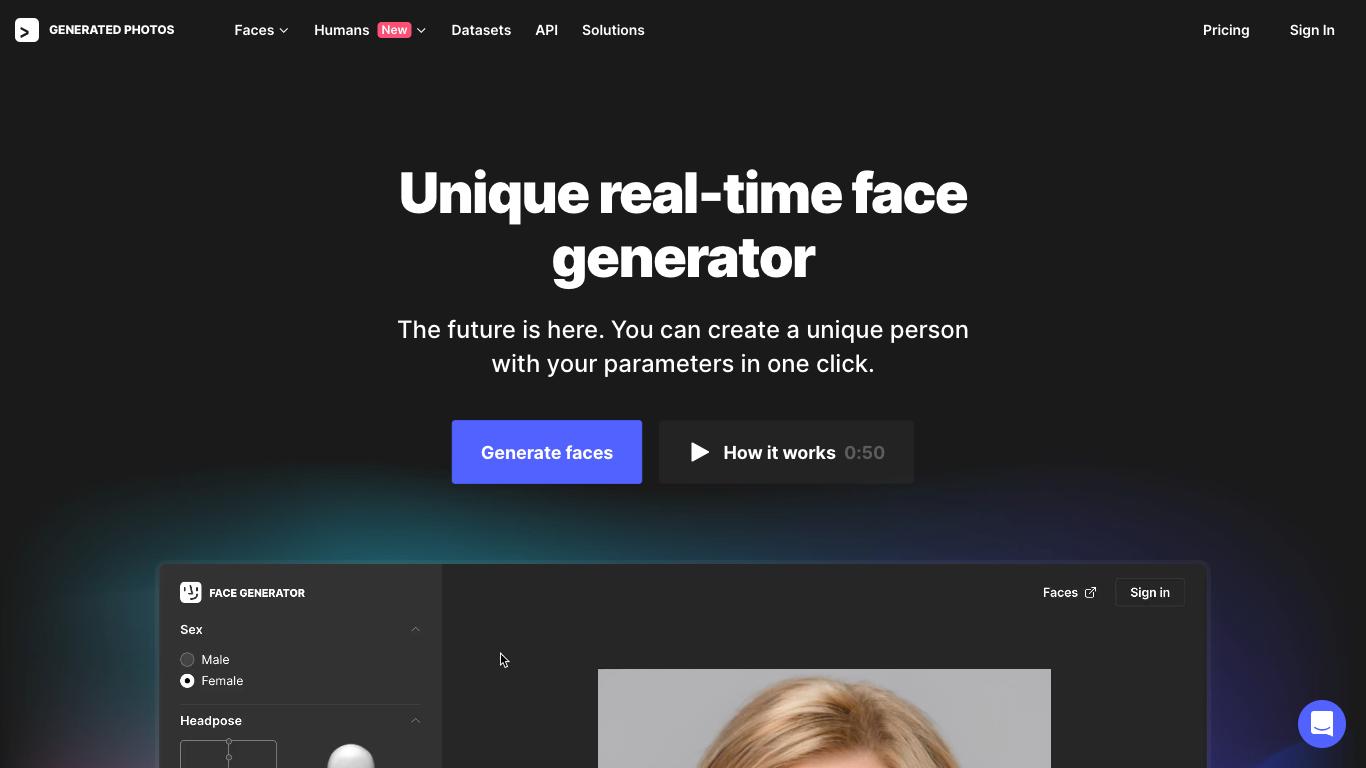 GENERATED PHOTOS
Faces
Humans New
Datasets
API
Solutions
Pricing
Sign In
Unique real-time face
generator
The future is here. You can create a unique person
with your parameters in one click.
Generate faces
How it works 0:50
FACE GENERATOR
Faces
Sign in
Sex
Male
Female
Headpose